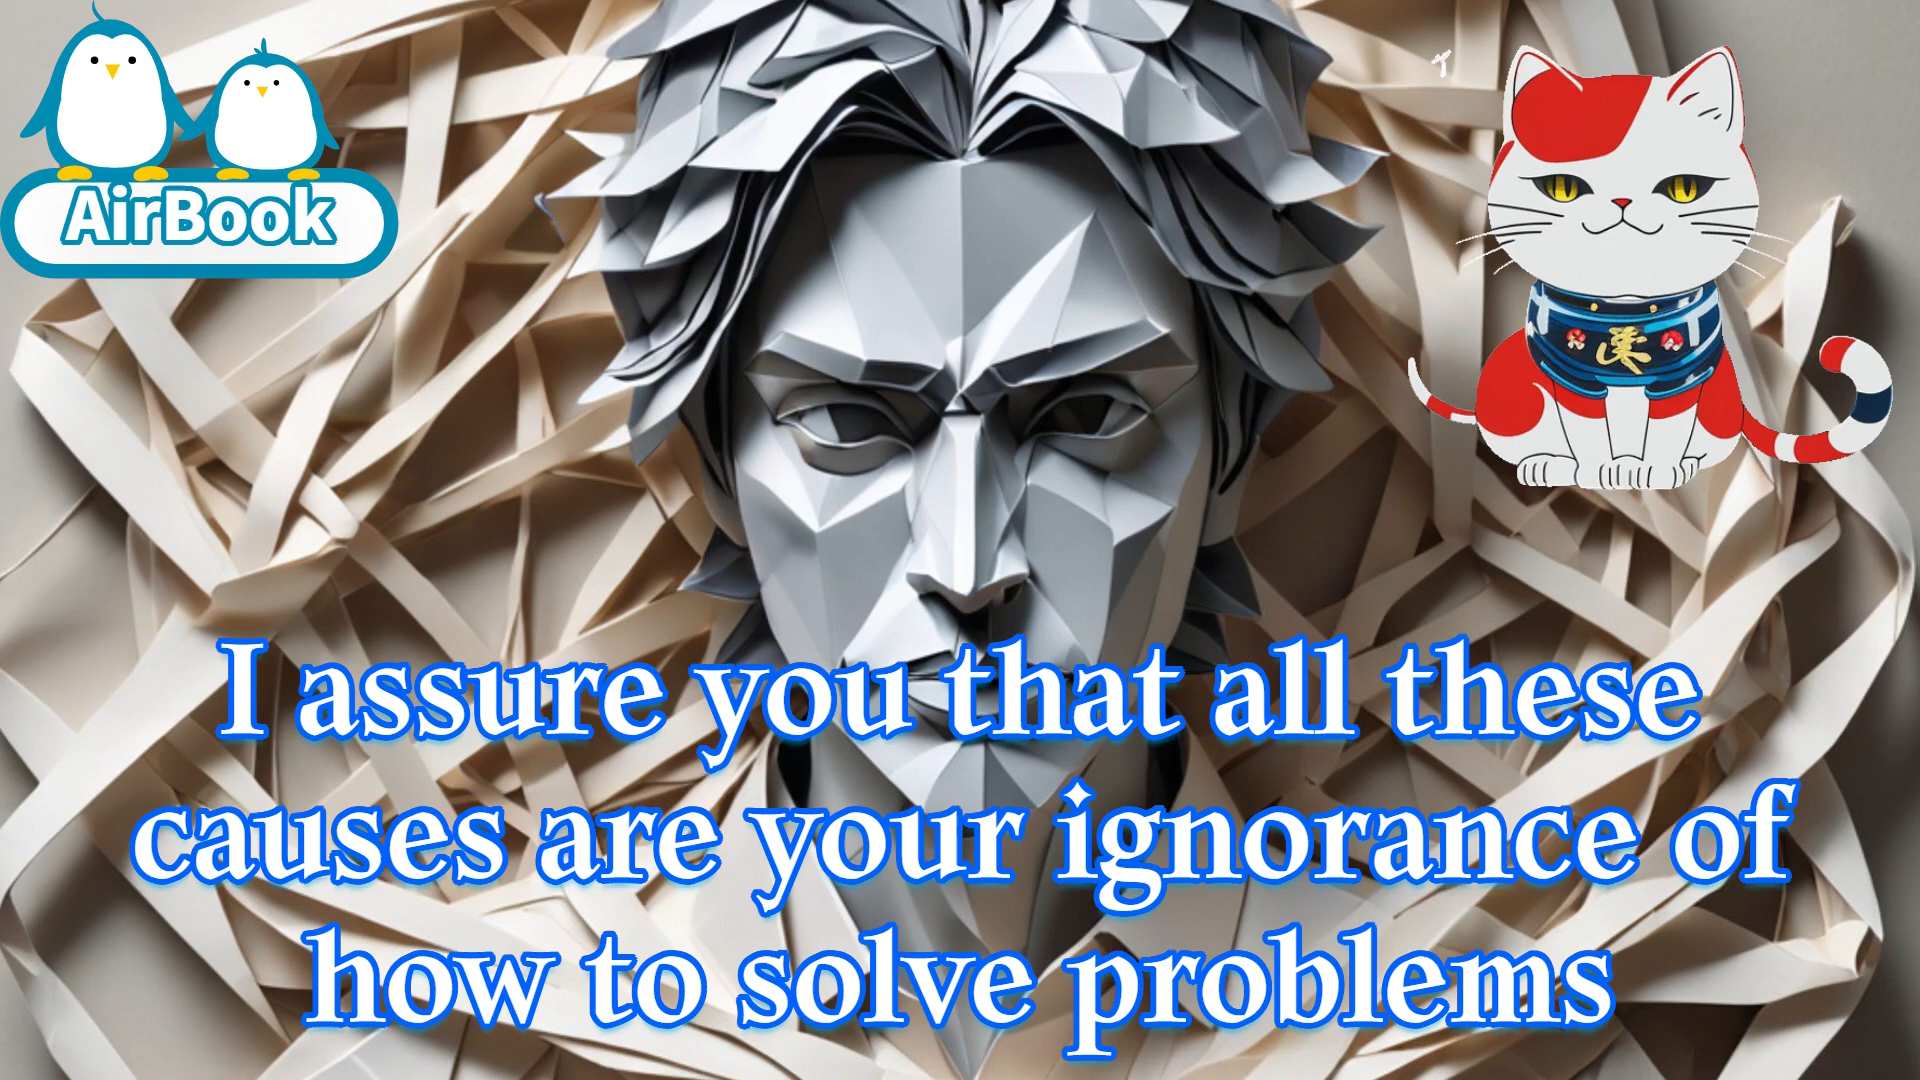 AirBook
I assure you that all these
causes are your ignorance of
how to solve problems